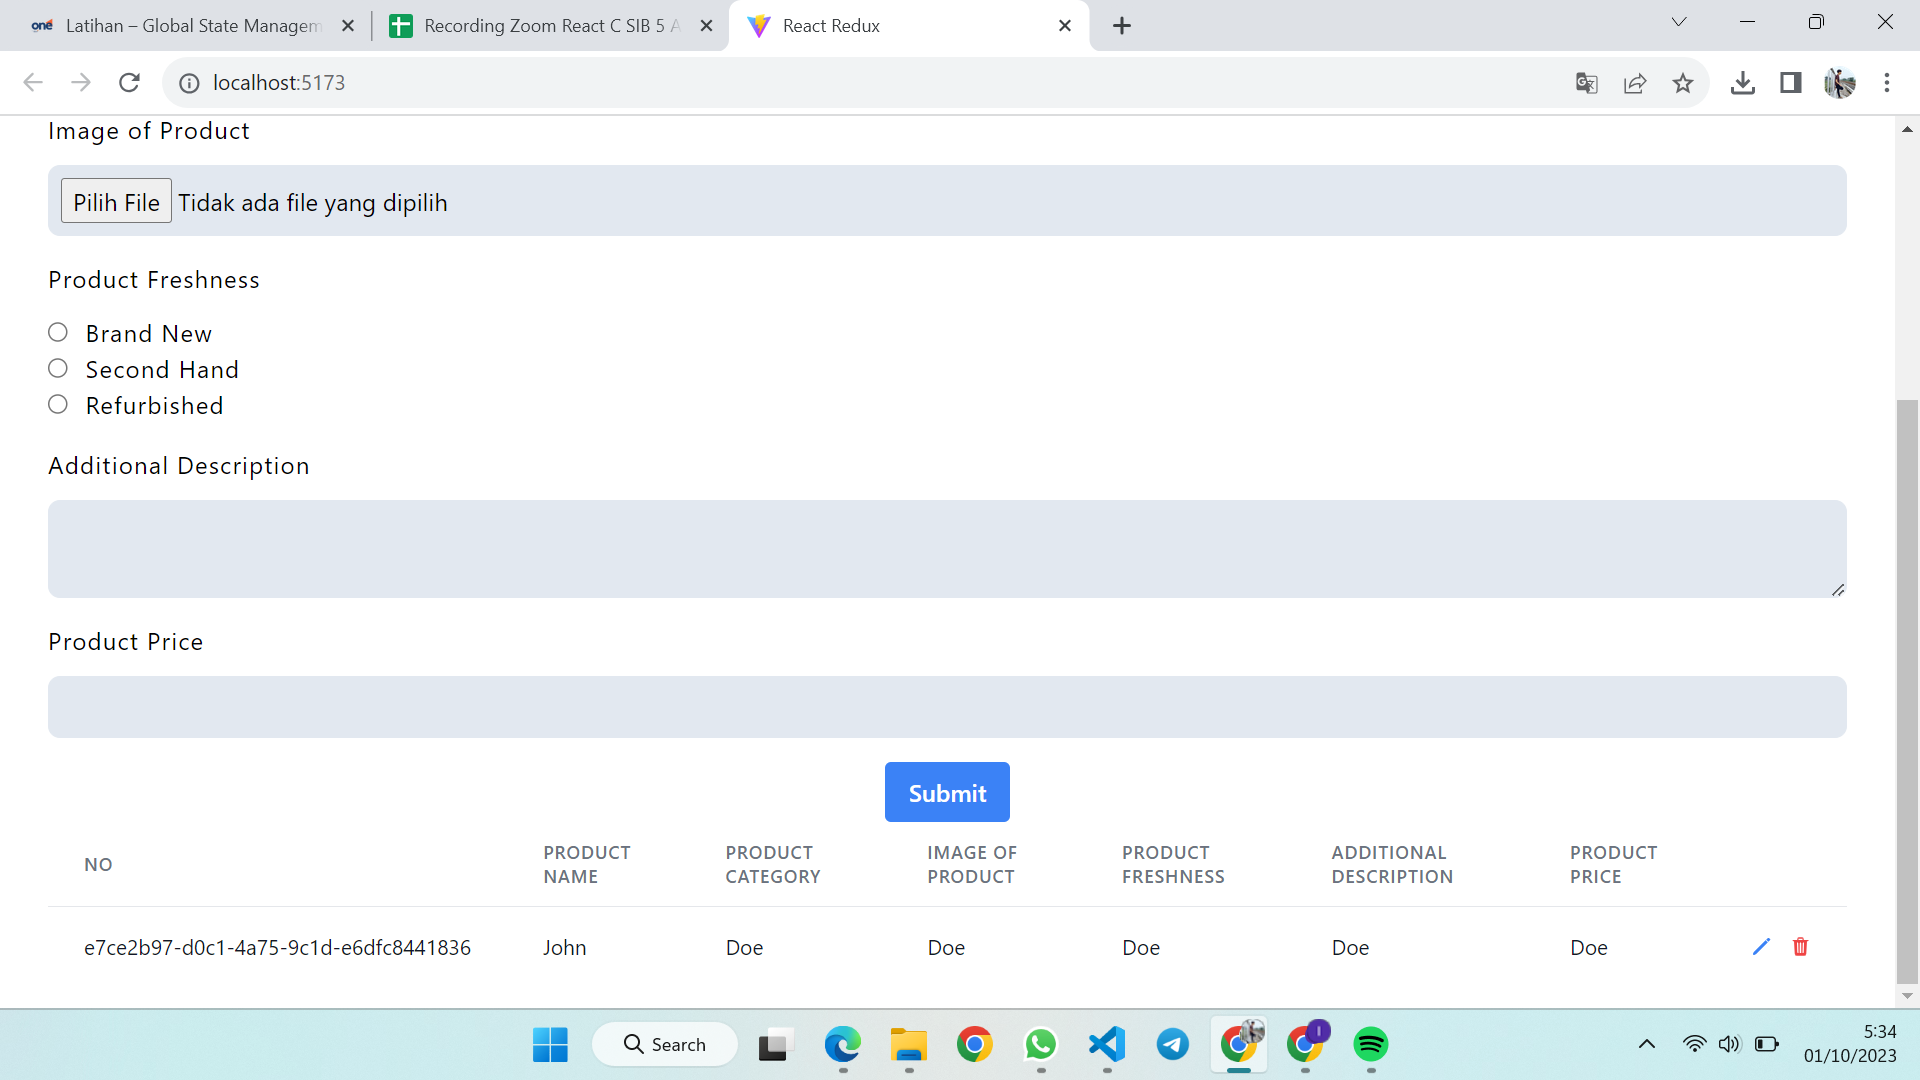 one Latihan – Global State Managem
Recording Zoom React C SIB 5 A
React Redux
localhost:5173
Image of Product
Pilih File Tidak ada file yang dipilih
Product Freshness
Brand New
Second Hand
Refurbished
Additional Description
Product Price
Submit
NO PRODUCT NAME PRODUCT CATEGORY IMAGE OF PRODUCT PRODUCT FRESHNESS ADDITIONAL DESCRIPTION PRODUCT PRICE
e7ce2b97-d0c1-4a75-9c1d-e6dfc8441836 John Doe Doe Doe Doe Doe
Search
I
5:34
01/10/2023